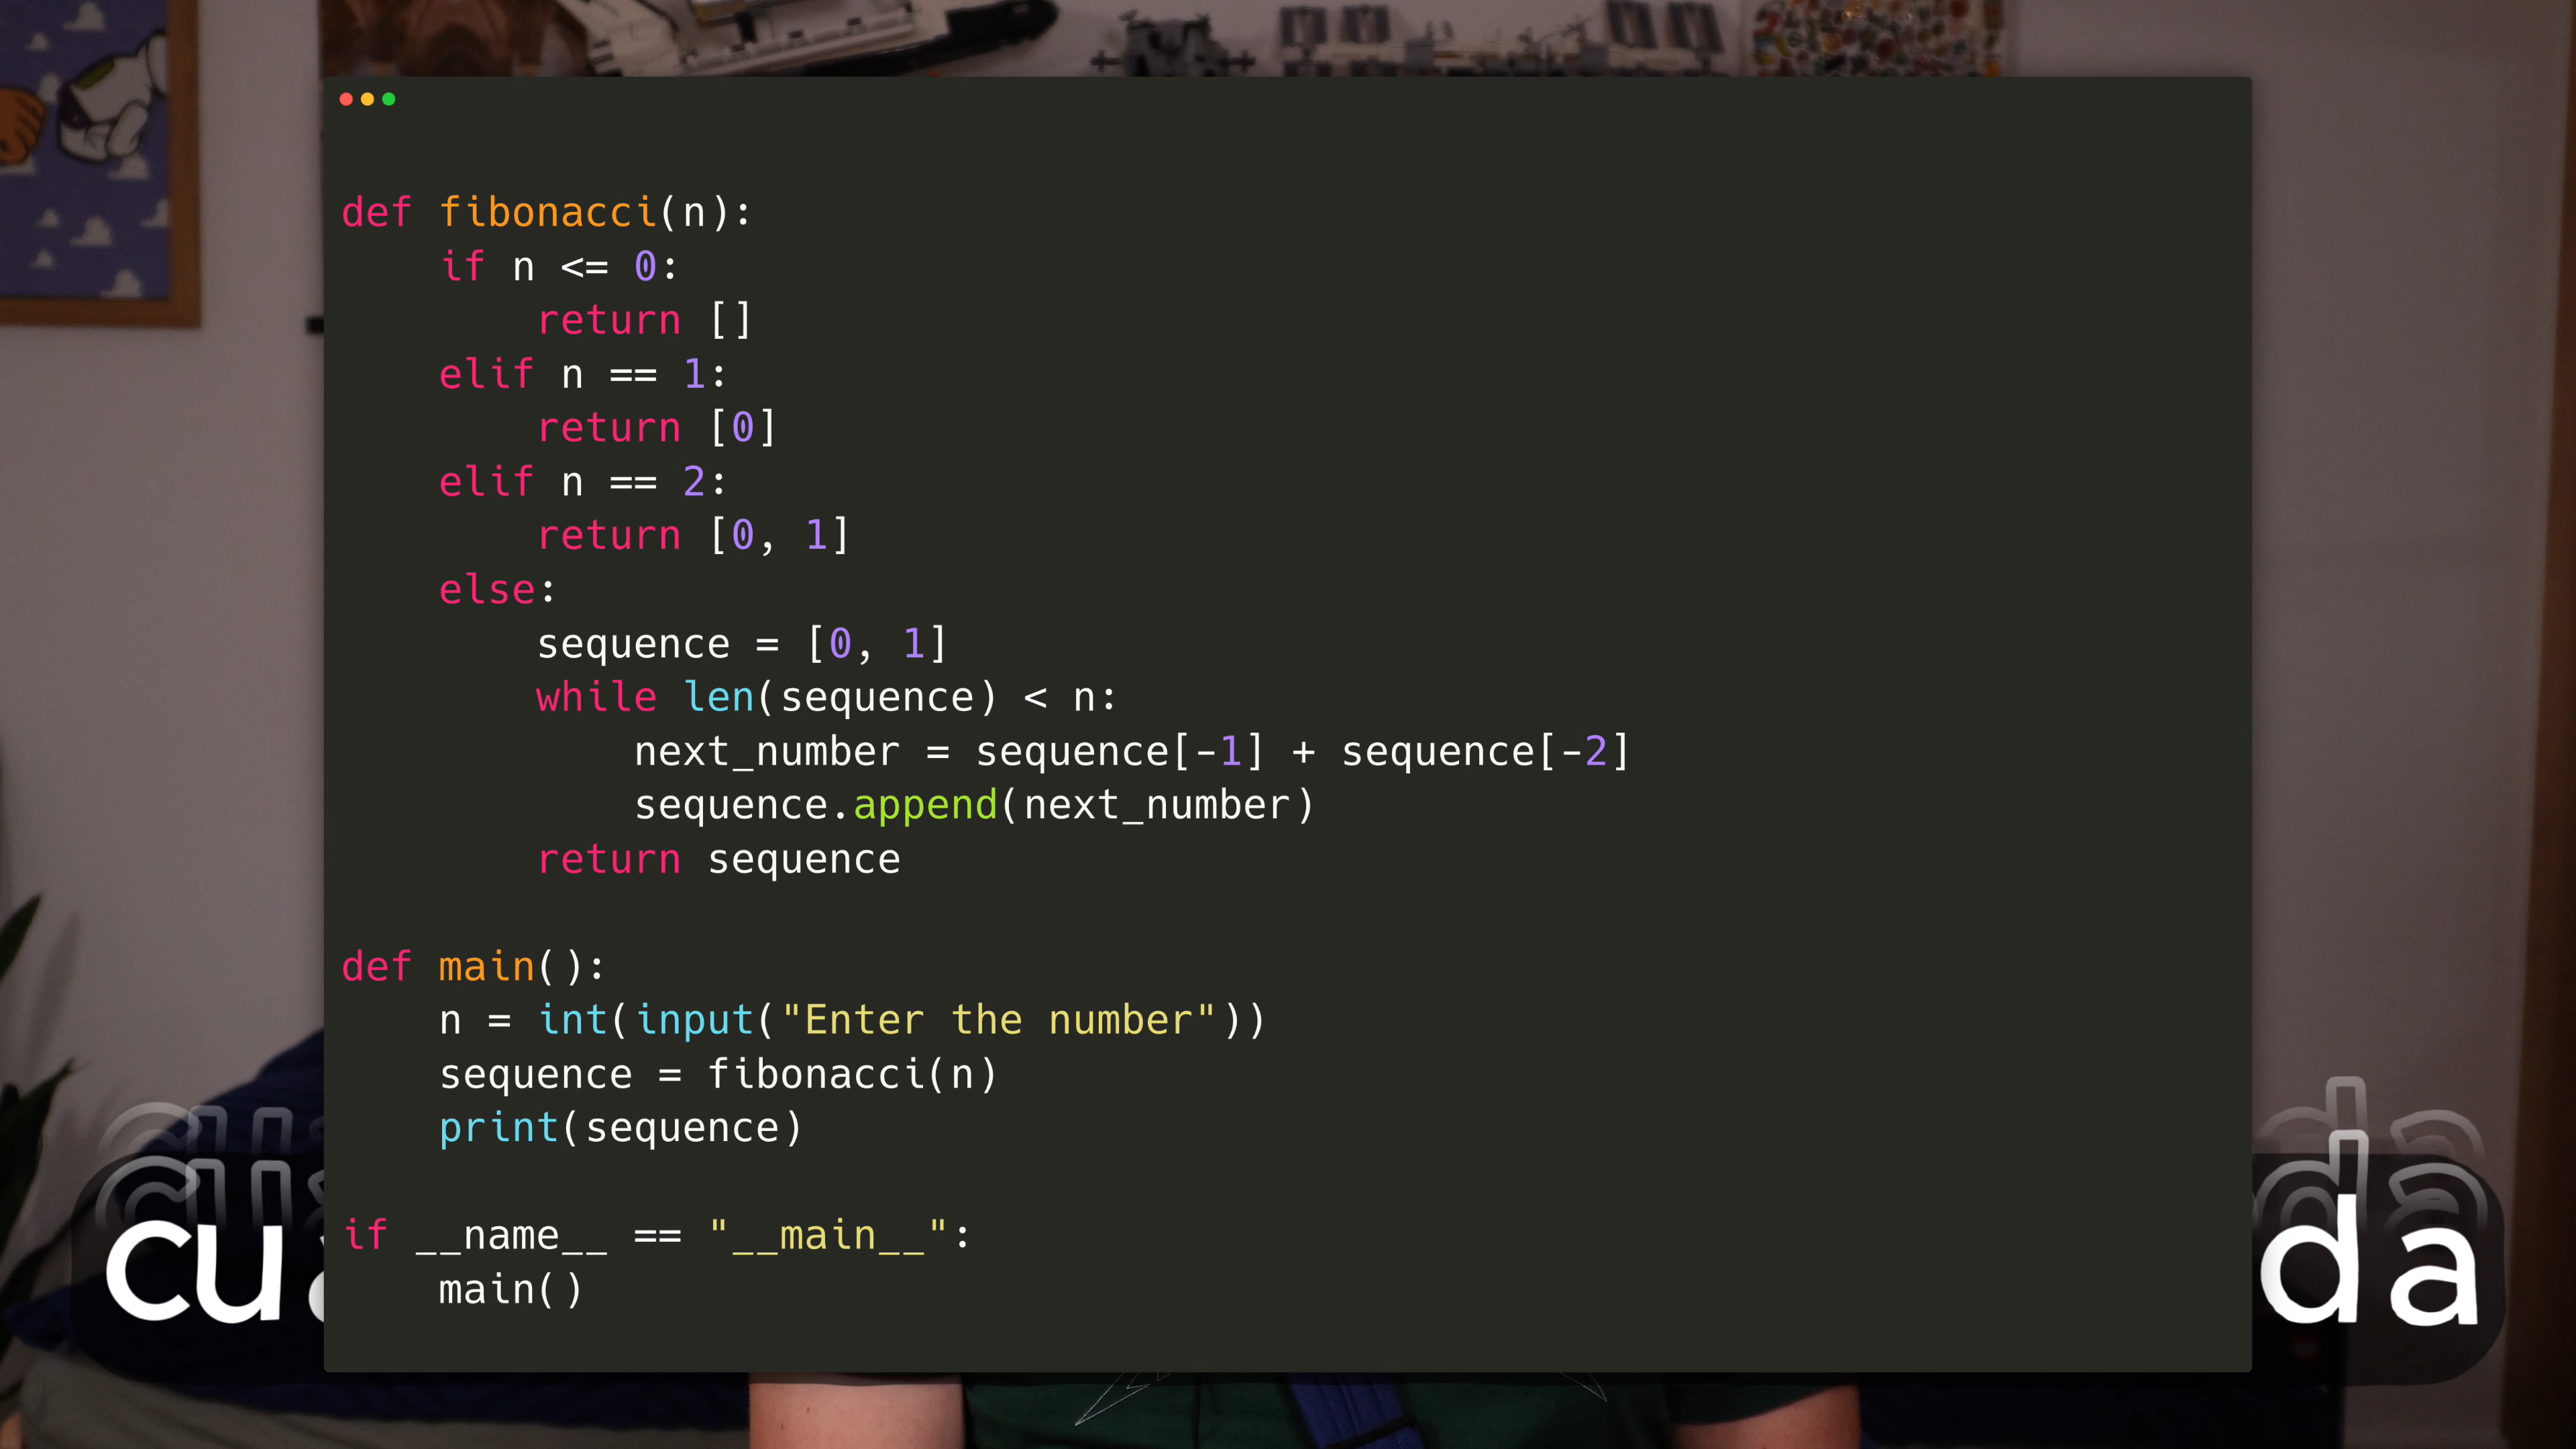 def fibonacci(n):
    if n <= 0:
        return []
    elif n == 1:
        return [0]
    elif n == 2:
        return [0, 1]
    else:
        sequence = [0, 1]
        while len(sequence) < n:
            next_number = sequence[-1] + sequence[-2]
            sequence.append(next_number)
        return sequence

def main():
    n = int(input("Enter the number"))
    sequence = fibonacci(n)
    print(sequence)

if __name__ == "__main__":
    main()